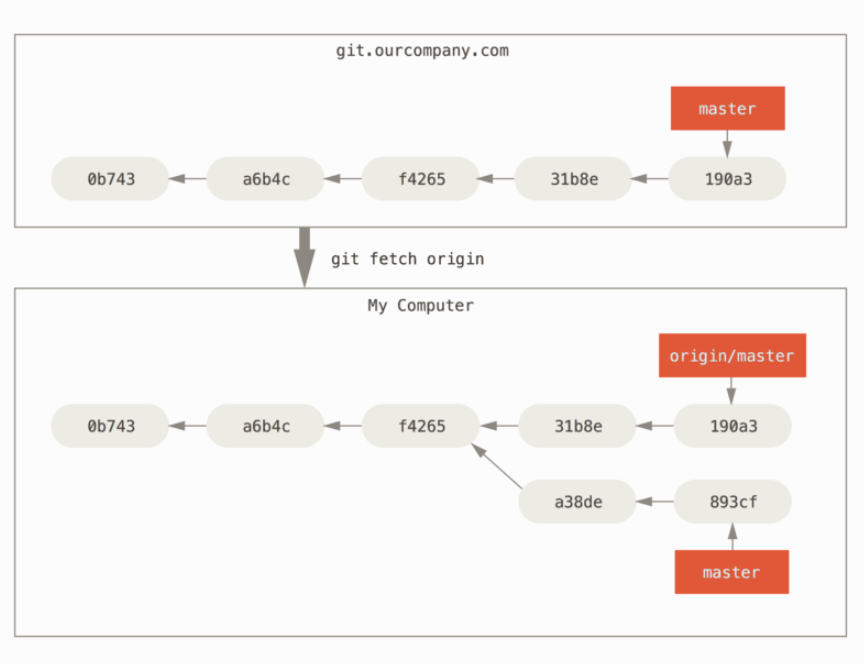 git.ourcompany.com
master
0b743 a6b4c f4265 31b8e 190a3
git fetch origin
My Computer
origin/master
0b743 a6b4c f4265 31b8e 190a3
a38de 893cf
master